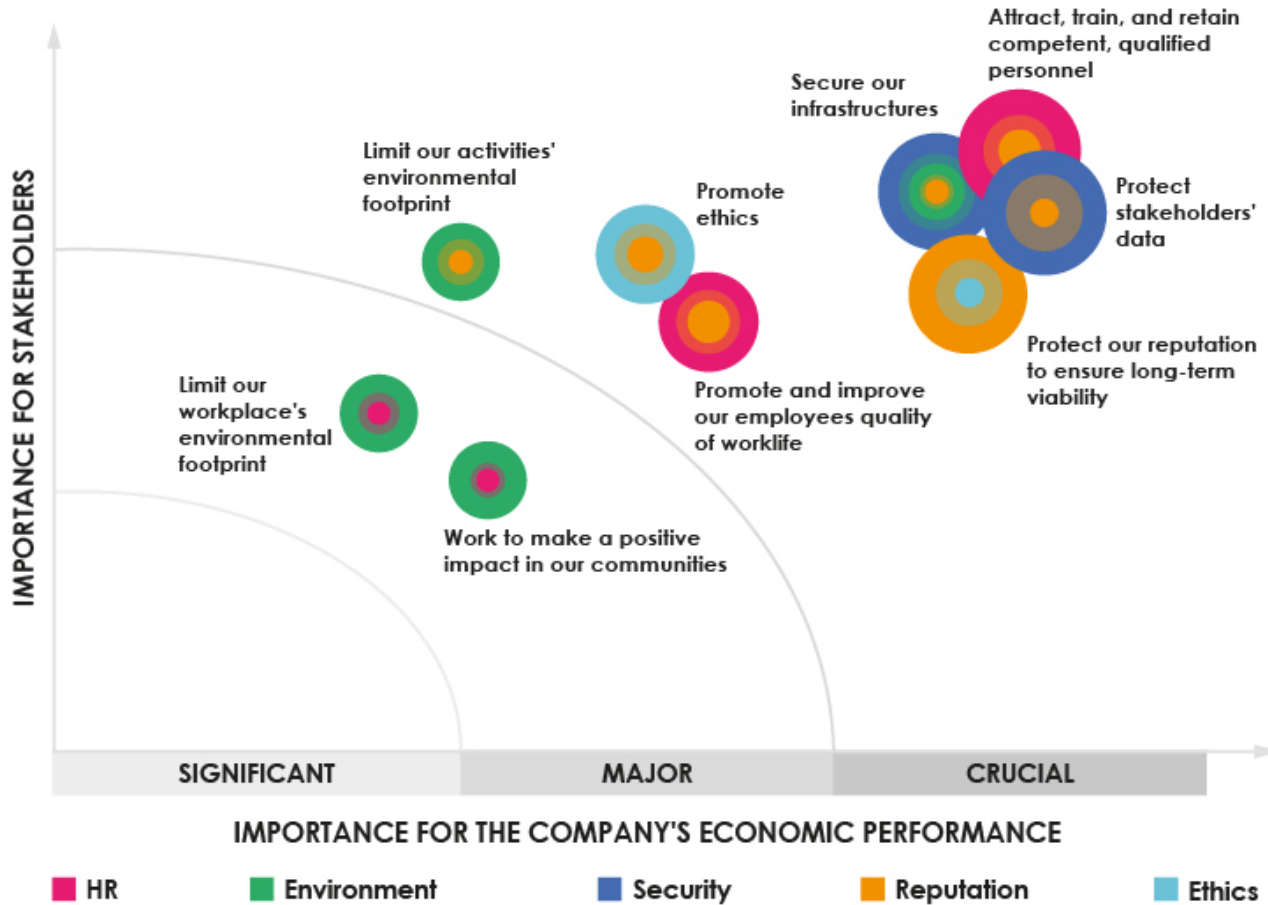 Attract, train, and retain
competent, qualified
personnel
Secure our
infrastructures
Limit our activities'
environmental
footprint
Promote
ethics
Protect
stakeholders'
data
IMPORTANCE FOR STAKEHOLDERS
Limit our
workplace's
environmental
footprint
Protect our reputation
to ensure long-term
viability
Promote and improve
our employees quality
of worklife
Work to make a positive
impact in our communities
SIGNIFICANT
MAJOR
CRUCIAL
IMPORTANCE FOR THE COMPANY'S ECONOMIC PERFORMANCE
HR
Environment
Security
Reputation
Ethics